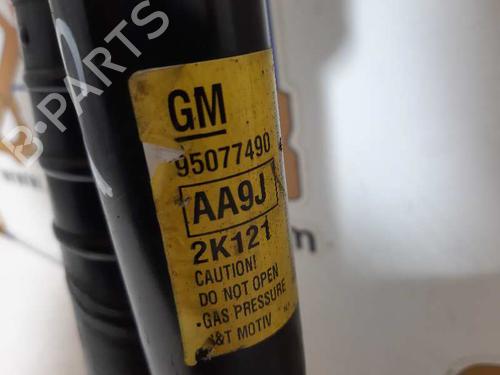 B-PARTS
GM
95077490
AA9J
2K121
CAUTION!
DO NOT OPEN
·GAS PRESSURE
&T MOTIV